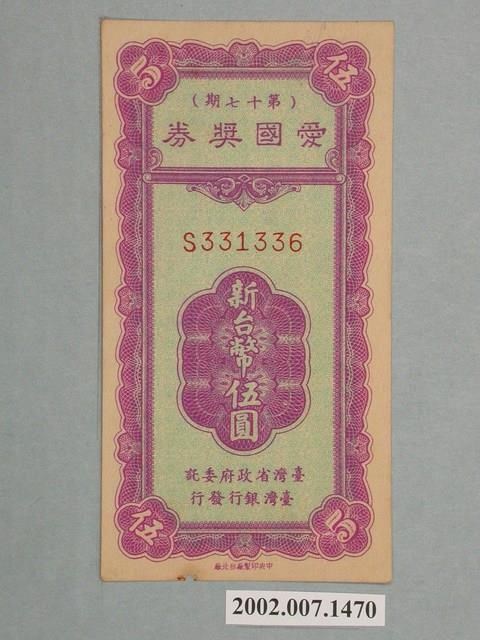 伍
(第十七期)
愛國獎券
S331336
新台幣伍圓
臺灣省政府委託
臺灣銀行發行
伍
中央印製廠台北廠
2002.007.1470